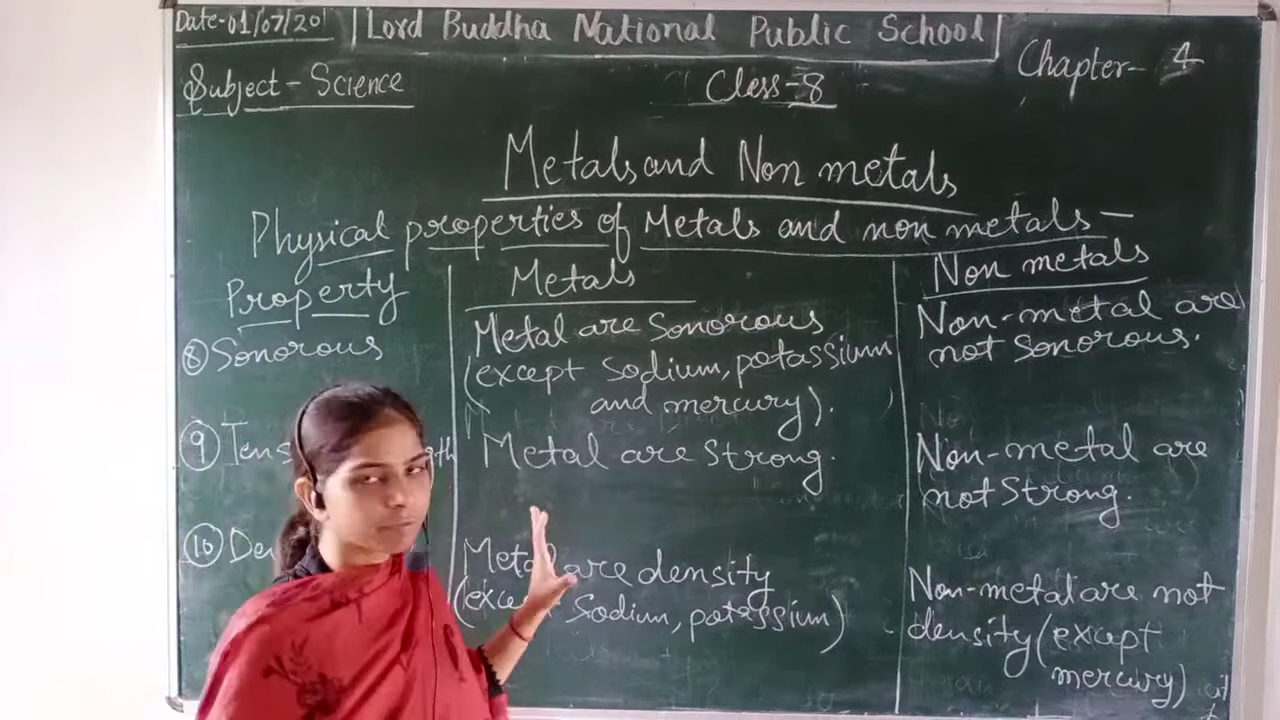 Date-01/07/20
Lord Buddha National Public School
Chapter- 4
Subject - Science
Class-8
Metals and Non metals
Physical properties of Metals and non metals -
Property
Metals
Non metals
⑧ Sonorous
Metal are Sonorous
(except Sodium, potassium
and mercury).
Non-metal are
not Sonorous.
⑨ Tens
gth
Metal are Strong.
Non-metal are
not Strong.
⑩ De
Metal are density
(exce Sodium, potassium)
Non-metal are not
density (except
mercury)